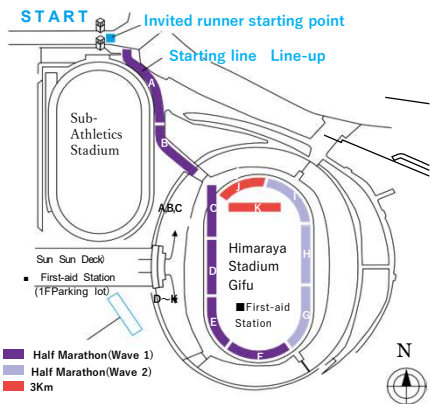 START
Invited runner starting point
Starting line Line-up
A
Sub-
Athletics
Stadium
B
J
I
A,B,C
C
K
Himaraya
Stadium
Gifu
H
Sun Sun Deck)
■ First-aid Station
(1FParking lot)
D
D～K
■First-aid
Station
E
G
F
N
Half Marathon(Wave 1)
Half Marathon(Wave 2)
3Km